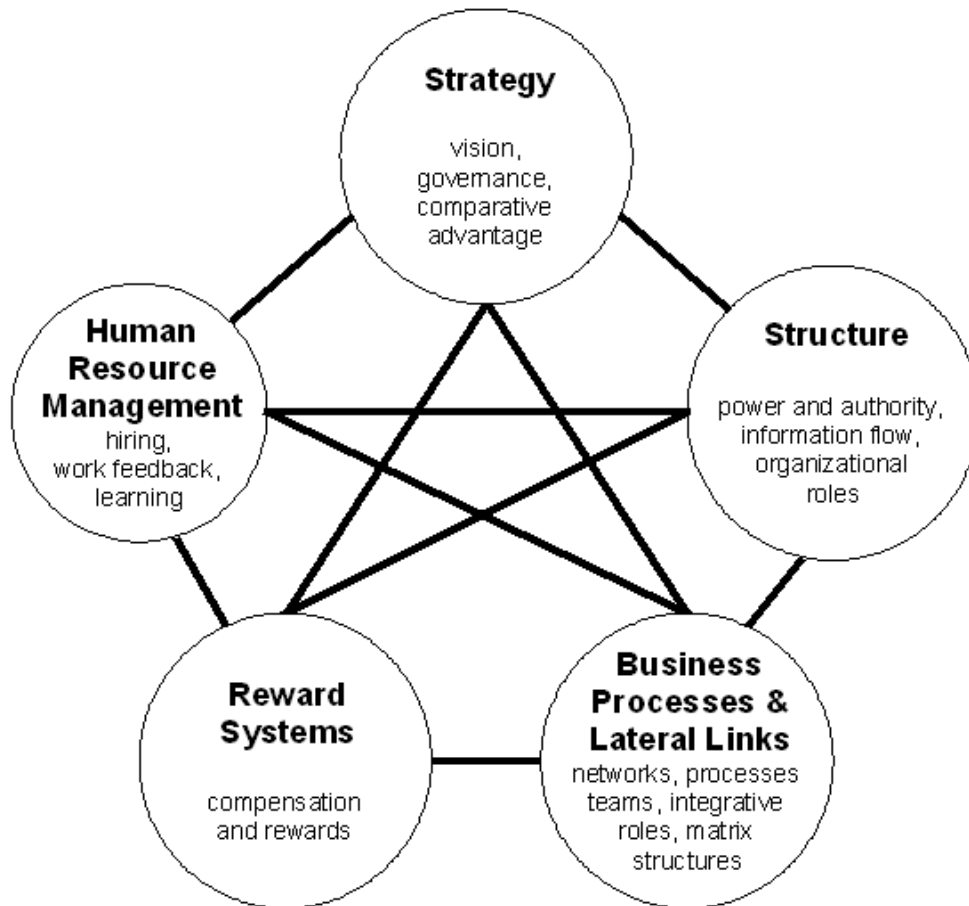 Strategy
vision,
governance,
comparative
advantage
Structure
power and authority,
information flow,
organizational
roles
Human
Resource
Management
hiring,
work feedback,
learning
Reward
Systems
compensation
and rewards
Business
Processes &
Lateral Links
networks, processes
teams, integrative
roles, matrix
structures